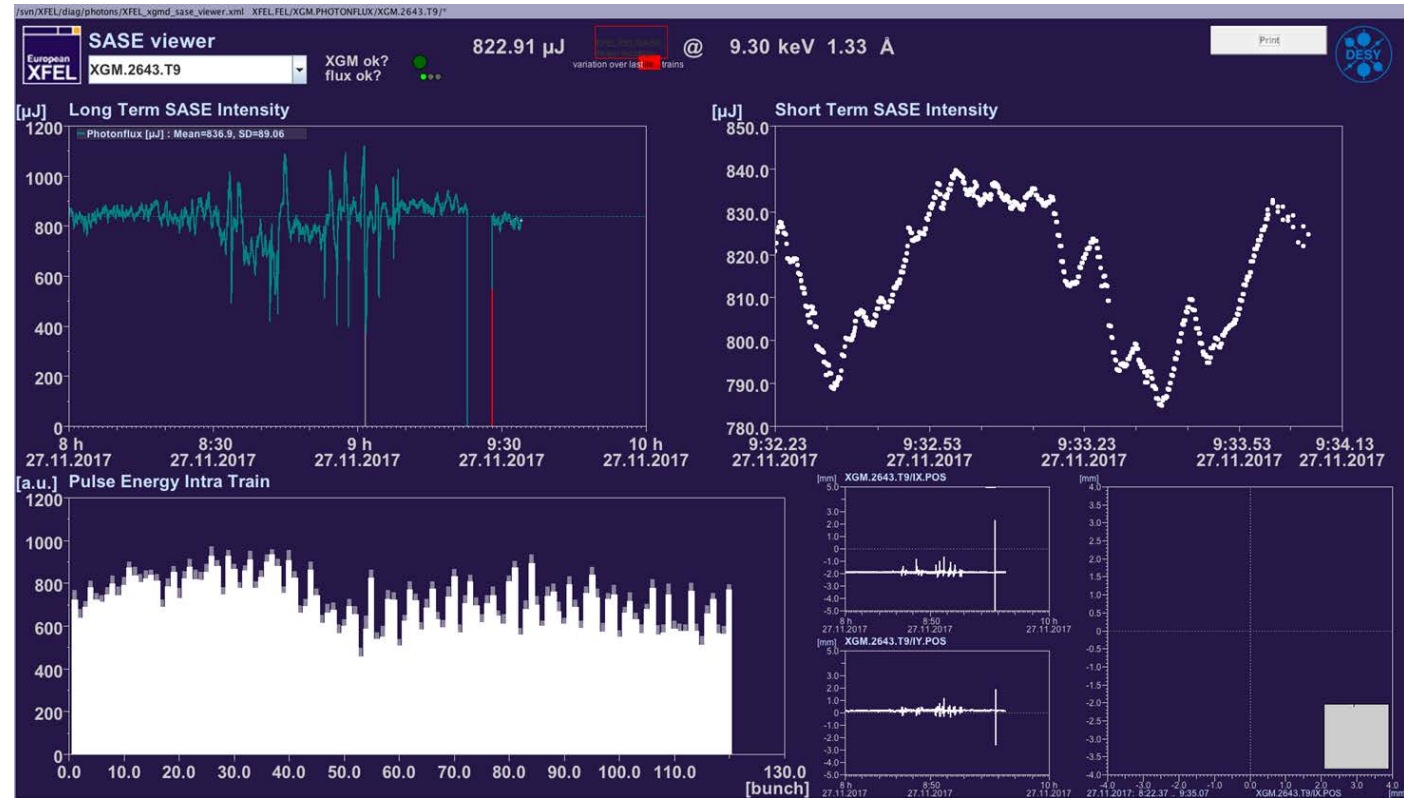 /svn/XFEL/diag/photons/XFEL_xgmd_sase_viewer.xml XFEL.FEL/XGM.PHOTONFLUX/XGM.2643.T9/*
European
XFEL
SASE viewer
XGM.2643.T9
XGM ok?
flux ok?
822.91 µJ
@
9.30 keV 1.33 Å
variation over last
trains
Print
DESY
[µJ] Long Term SASE Intensity
Photonflux [µJ] : Mean=836.9, SD=89.06
1200
1000
800
600
400
200
0
8 h 8:30 9 h 9:30 10 h
27.11.2017 27.11.2017 27.11.2017 27.11.2017 27.11.2017
[µJ] Short Term SASE Intensity
850.0
840.0
830.0
820.0
810.0
800.0
790.0
780.0
9:32.23 9:32.53 9:33.23 9:33.53 9:34.13
27.11.2017 27.11.2017 27.11.2017 27.11.2017 27.11.2017
[a.u.] Pulse Energy Intra Train
1200
1000
800
600
400
200
0
0.0 10.0 20.0 30.0 40.0 50.0 60.0 70.0 80.0 90.0 100.0 110.0 130.0
[bunch]
[mm] XGM.2643.T9/IX.POS
5.0
3.0
2.0
1.0
0
-1.0
-2.0
-3.0
-4.0
-5.0
8 h 8:50 10 h
27.11.2017 27.11.2017 27.11.2017
[mm] XGM.2643.T9/IY.POS
5.0
3.0
2.0
1.0
0
-1.0
-2.0
-3.0
-5.0
8 h 8:50 10 h
27.11.2017 27.11.2017 27.11.2017
[mm]
4.0
3.5
3.0
2.5
2.0
1.5
1.0
0.5
0
-0.5
-1.0
-1.5
-2.0
-2.5
-3.0
-3.5
-4.0
-4.0 -3.0 -2.0 -1.0 0.0 1.0 2.0 3.0 4.0
27.11.2017: 8:22.37 .. 9:35.07 XGM.2643.T9/IX.POS [mm]